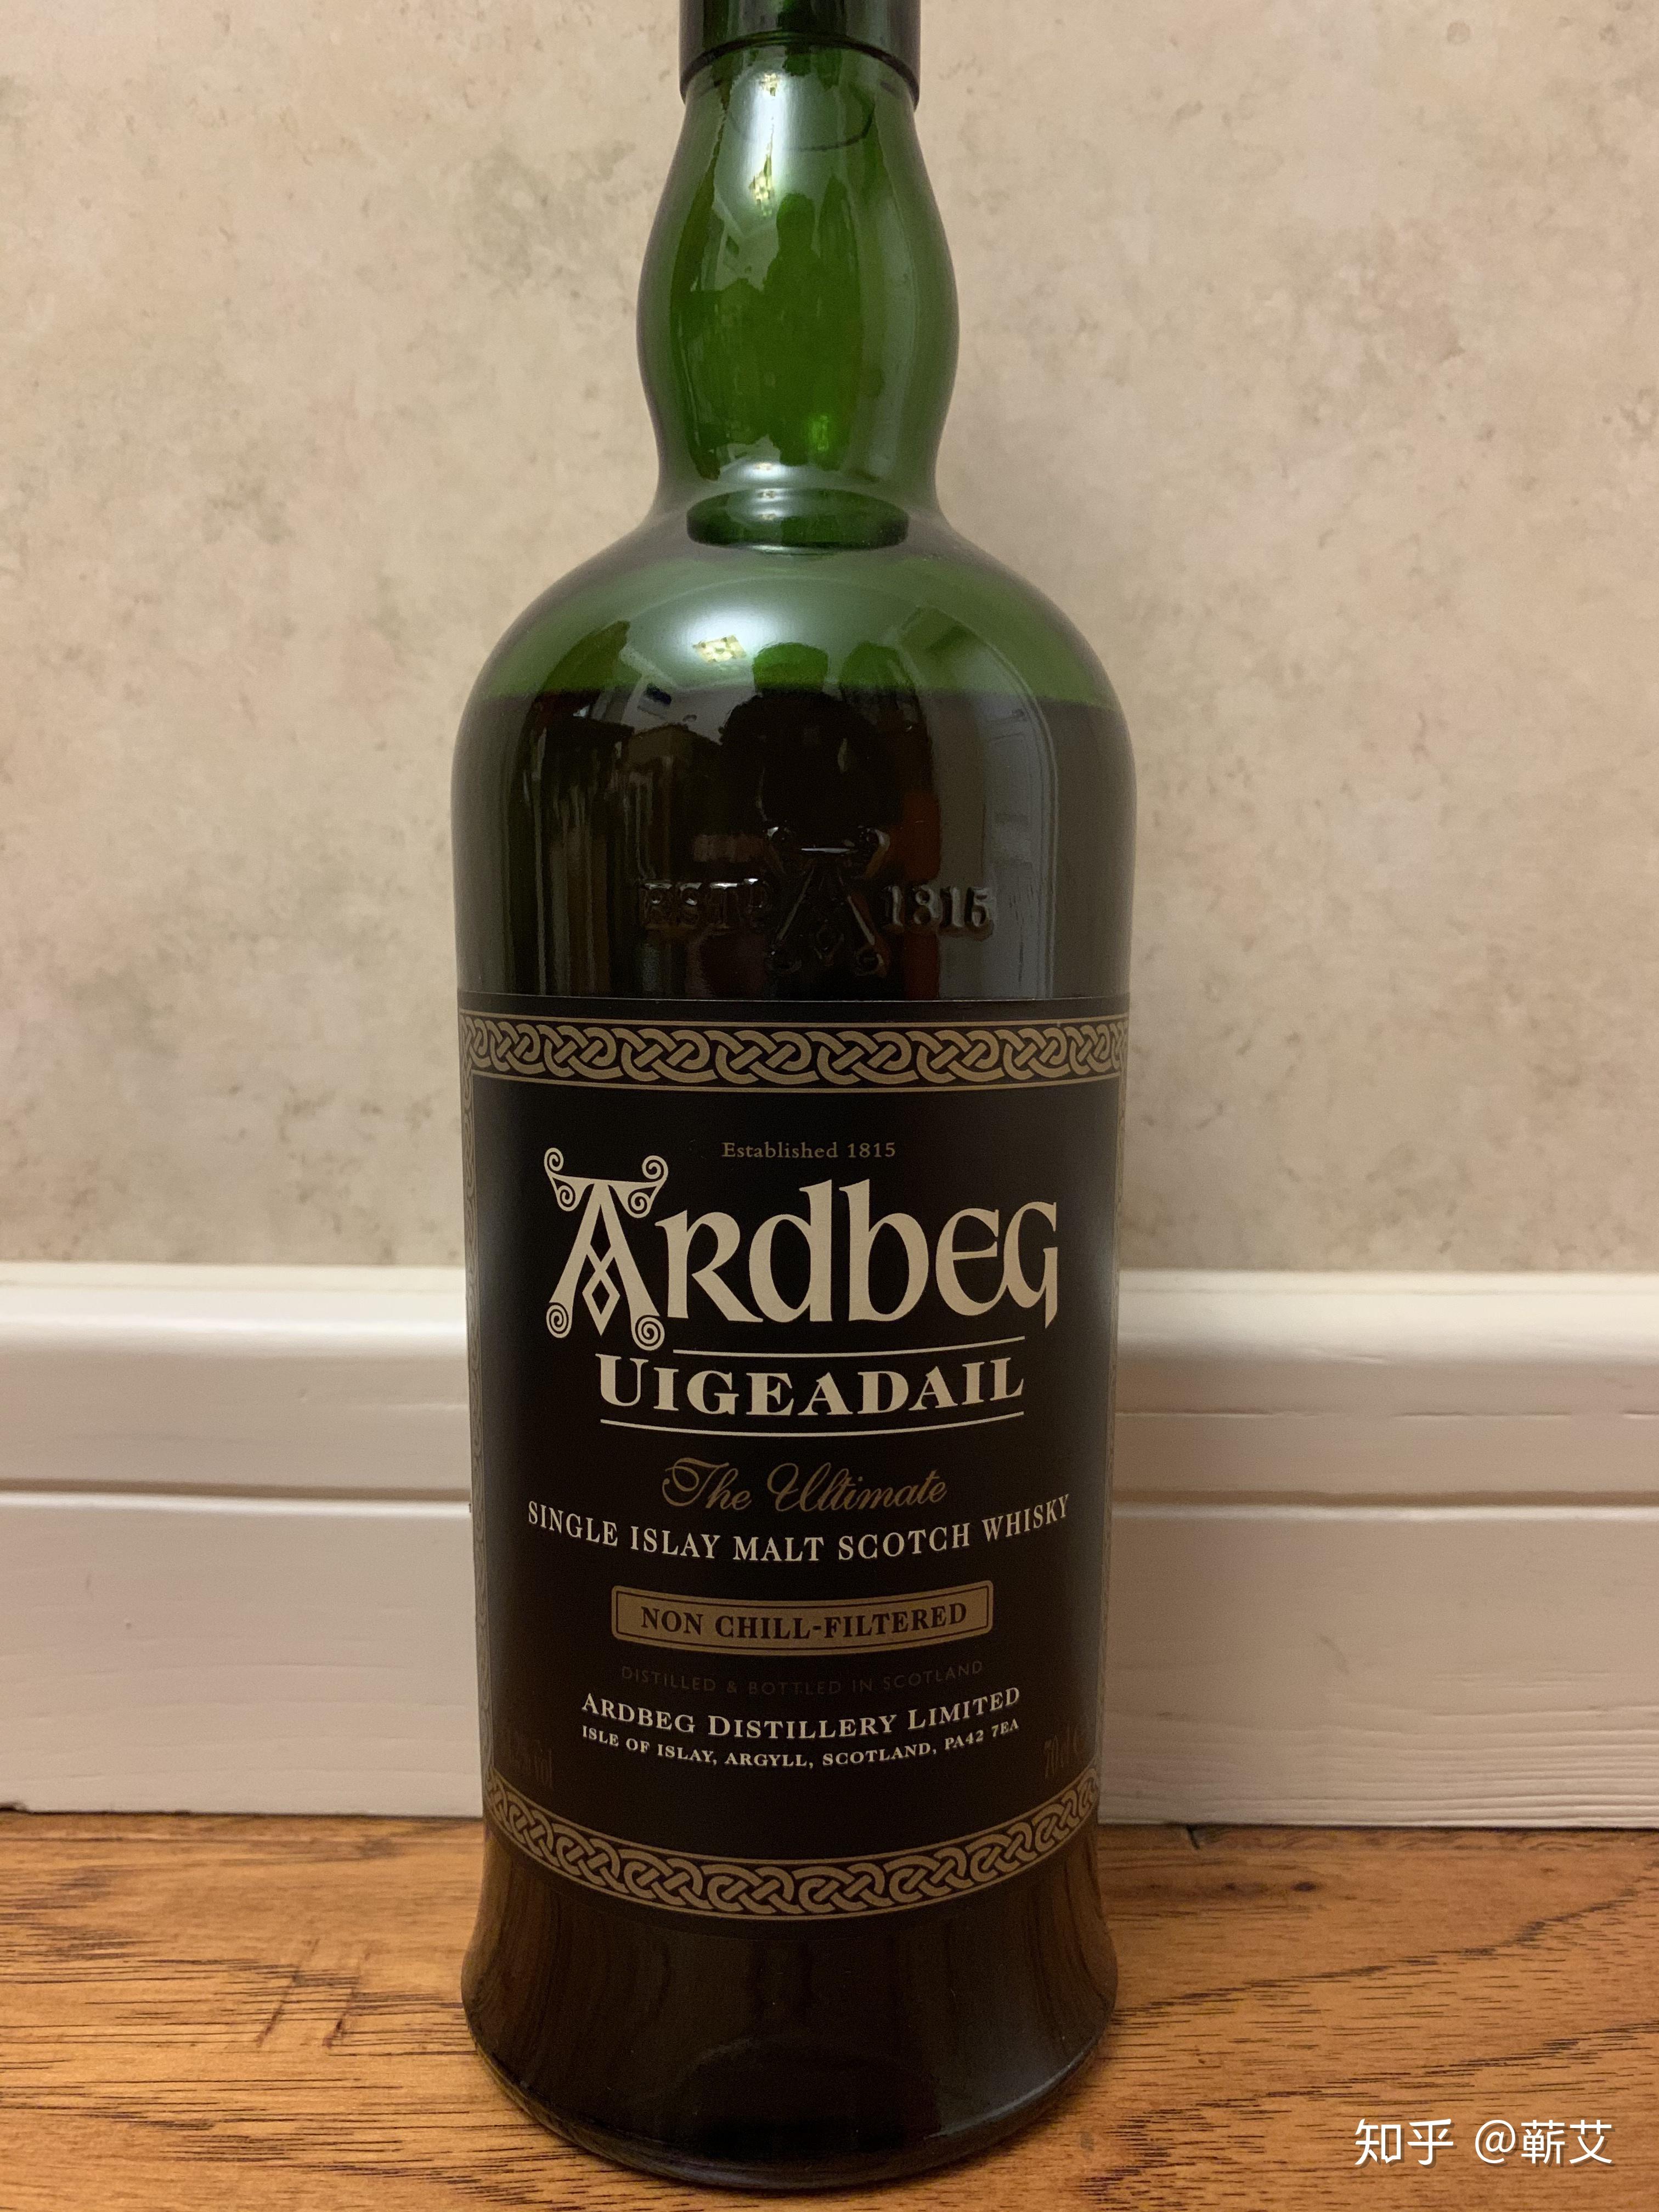 ESTD 1815
Established 1815
ARdbEG
UIGEADAIL
The Ultimate
SINGLE ISLAY MALT SCOTCH WHISKY
NON CHILL-FILTERED
DISTILLED & BOTTLED IN SCOTLAND
ARDBEG DISTILLERY LIMITED
ISLE OF ISLAY, ARGYLL, SCOTLAND, PA42 7EA
知乎 @蕲艾